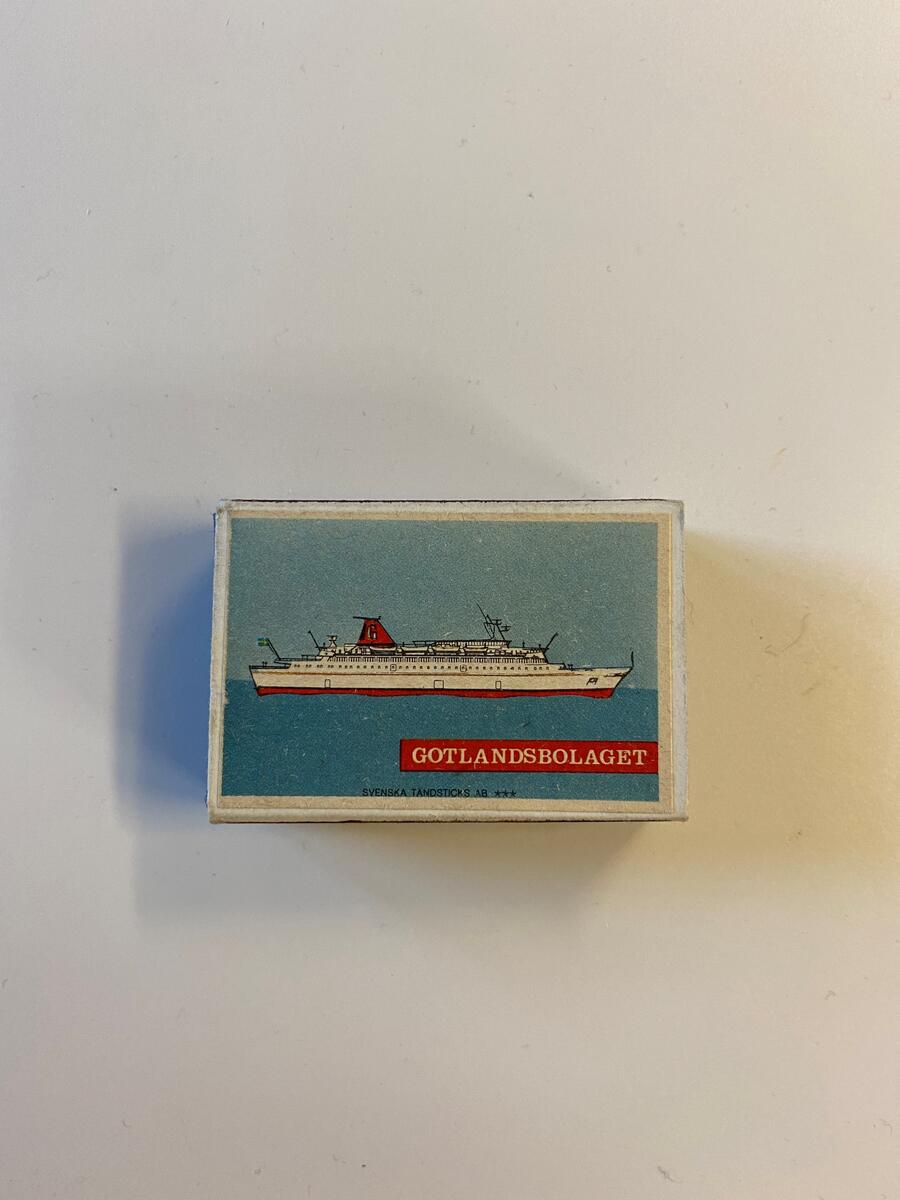 G
GOTLANDSBOLAGET
SVENSKA TÄNDSTICKS AB ★★★